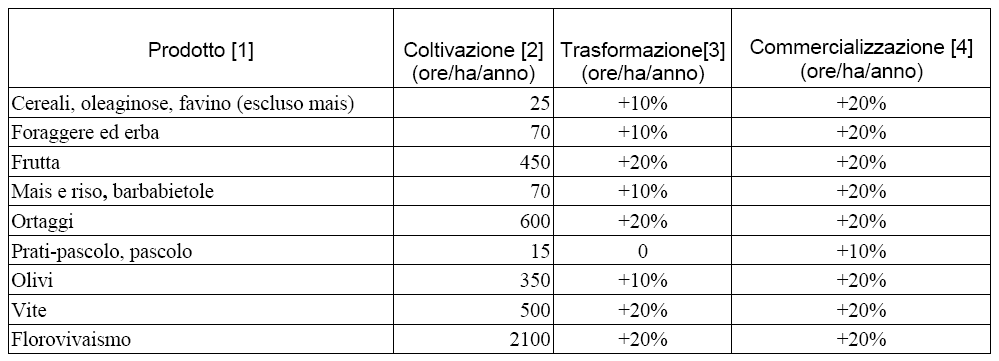 Prodotto [1] Coltivazione [2] Trasformazione[3] Commercializzazione [4]
(ore/ha/anno) (ore/ha/anno) (ore/ha/anno)
Cereali, oleaginose, favino (escluso mais) 25 +10% +20%
Foraggere ed erba 70 +10% +20%
Frutta 450 +20% +20%
Mais e riso, barbabietole 70 +10% +20%
Ortaggi 600 +20% +20%
Prati-pascolo, pascolo 15 0 +10%
Olivi 350 +10% +20%
Vite 500 +20% +20%
Florovivaismo 2100 +20% +20%